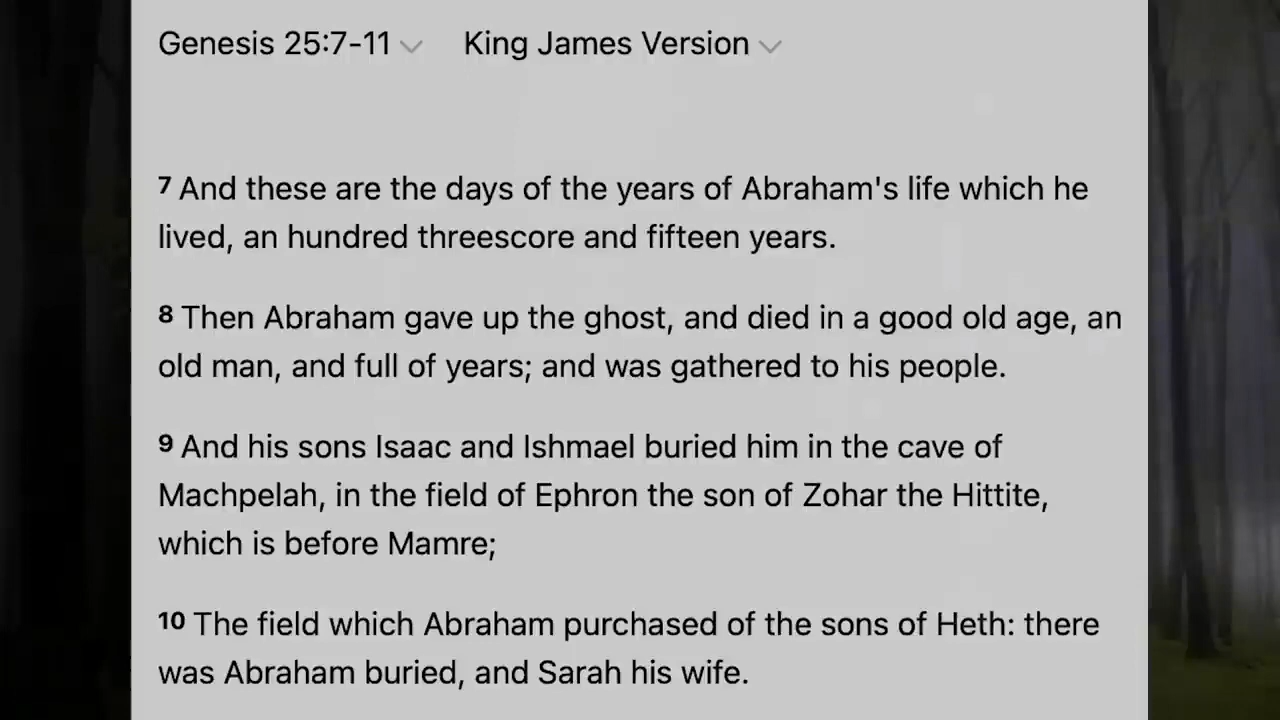 Genesis 25:7-11 King James Version
7 And these are the days of the years of Abraham's life which he
lived, an hundred threescore and fifteen years.
8 Then Abraham gave up the ghost, and died in a good old age, an
old man, and full of years; and was gathered to his people.
9 And his sons Isaac and Ishmael buried him in the cave of
Machpelah, in the field of Ephron the son of Zohar the Hittite,
which is before Mamre;
10 The field which Abraham purchased of the sons of Heth: there
was Abraham buried, and Sarah his wife.